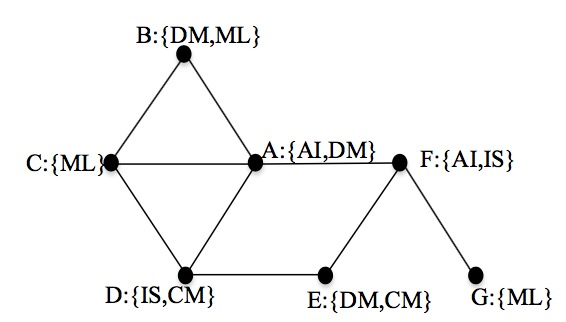 B:{DM,ML}
C:{ML}
A:{AI,DM}
F:{AI,IS}
D:{IS,CM}
E:{DM,CM}
G:{ML}